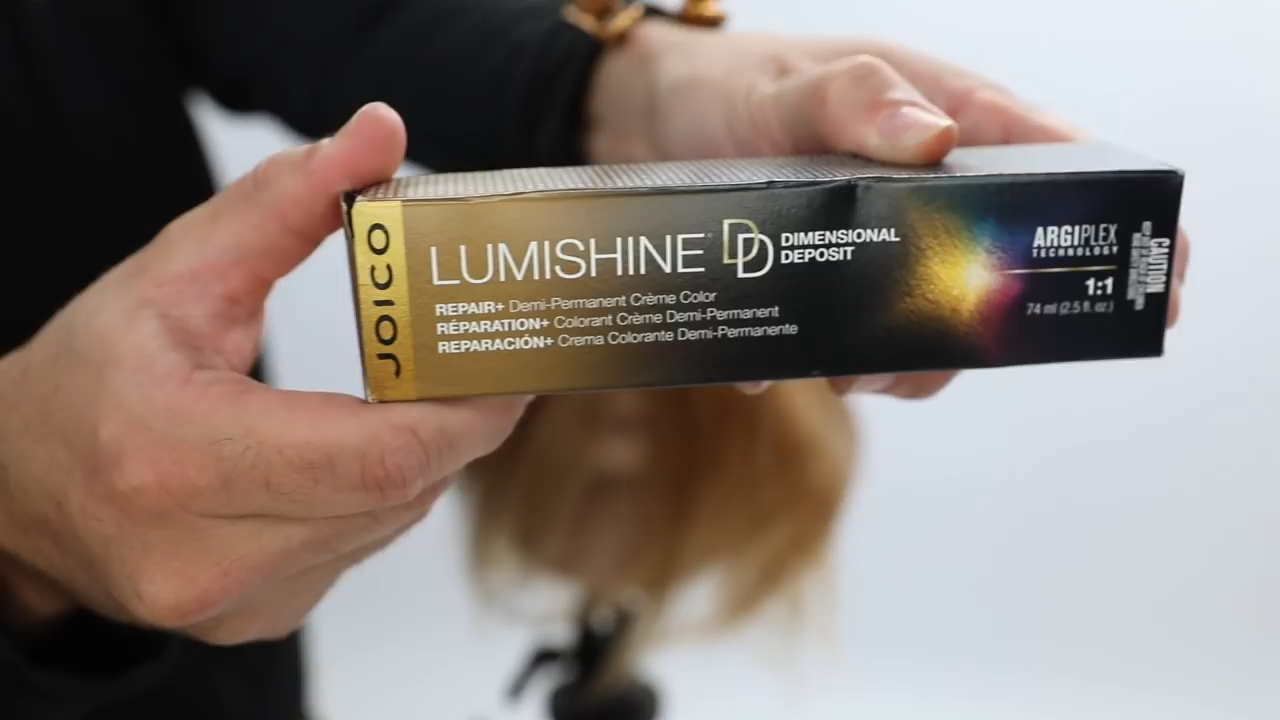 JOICO
LUMISHINE® DD DIMENSIONAL
DEPOSIT
REPAIR+ Demi-Permanent Crème Color
RÉPARATION+ Colorant Crème Demi-Permanent
REPARACIÓN+ Crema Colorante Demi-Permanente
ARGIPLEX
TECHNOLOGY
1:1
74 ml (2.5 fl. oz.)
CAUTION